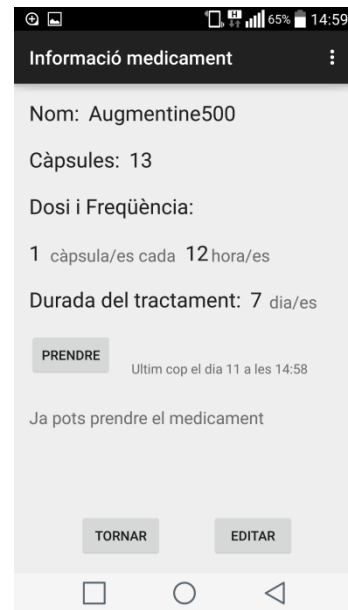 65% 14:59
Informació medicament
Nom: Augmentine500
Càpsules: 13
Dosi i Freqüència:
1 càpsula/es cada 12 hora/es
Durada del tractament: 7 dia/es
PRENDRE
Ultim cop el dia 11 a les 14:58
Ja pots prendre el medicament
TORNAR EDITAR